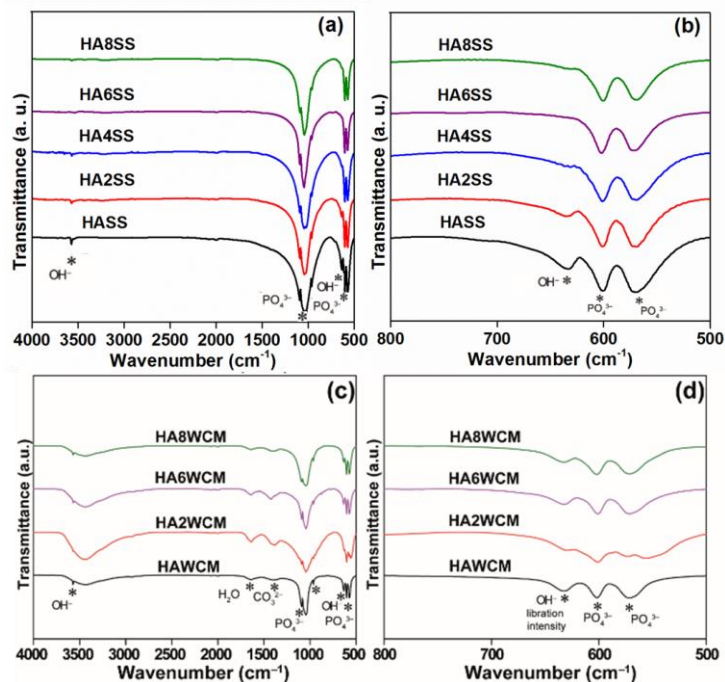 (a)
HA8SS
HA6SS
HA4SS
HA2SS
HASS
OH⁻
PO₄³⁻
PO₄³⁻
OH⁻
*
*
*
*
Transmittance (a. u.)
4000 3500 3000 2500 2000 1500 1000 500
Wavenumber (cm⁻¹)
(b)
HA8SS
HA6SS
HA4SS
HA2SS
HASS
OH⁻ *
*
PO₄³⁻
*
PO₄³⁻
Transmittance (a. u.)
800 700 600 500
Wavenumber (cm⁻¹)
(c)
HA8WCM
HA6WCM
HA2WCM
HAWCM
*
OH⁻
H₂O
*
CO₃²⁻
*
PO₄³⁻
*
*
OH
*
PO₄³⁻
*
Transmittance (a.u.)
4000 3500 3000 2500 2000 1500 1000 500
Wavenumber (cm⁻¹)
(d)
HA8WCM
HA6WCM
HA2WCM
HAWCM
OH⁻ *
libration
intensity
*
PO₄³⁻
*
PO₄³⁻
Transmittance (a.u.)
800 700 600 500
Wavenumber (cm⁻¹)